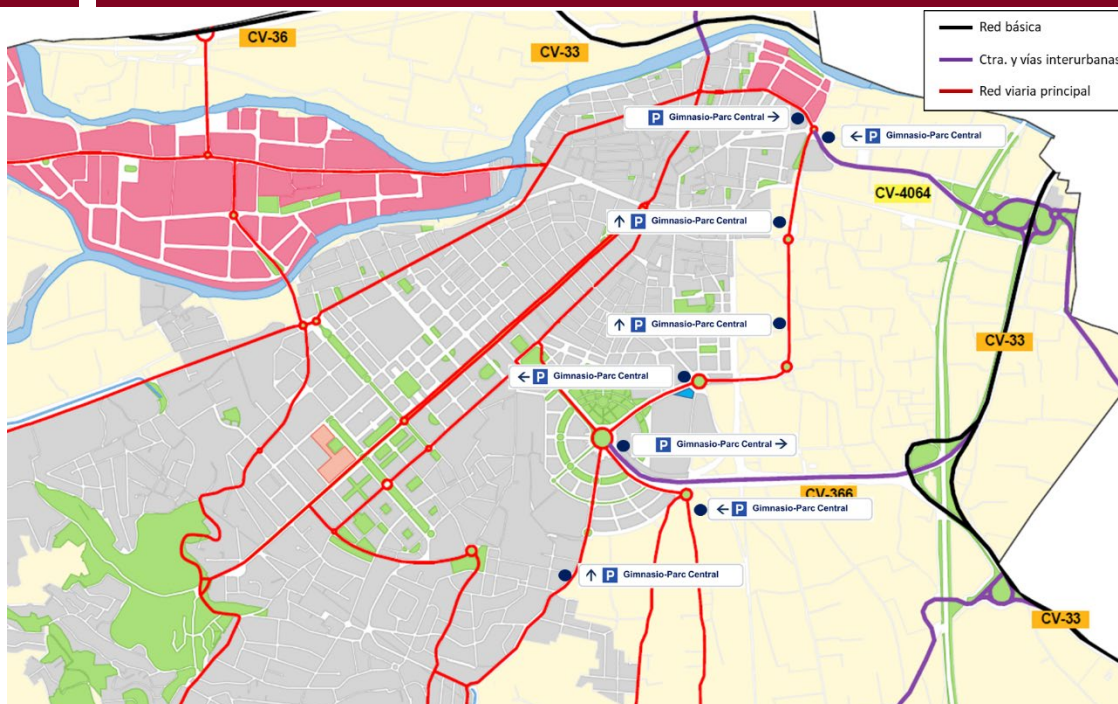 CV-36
CV-33
Red básica
Ctra. y vías interurbanas
Red viaria principal
P Gimnasio-Parc Central →
← P Gimnasio-Parc Central
CV-4064
↑ P Gimnasio-Parc Central
↑ P Gimnasio-Parc Central
CV-33
← P Gimnasio-Parc Central
P Gimnasio-Parc Central →
CV-366
← P Gimnasio-Parc Central
↑ P Gimnasio-Parc Central
CV-33